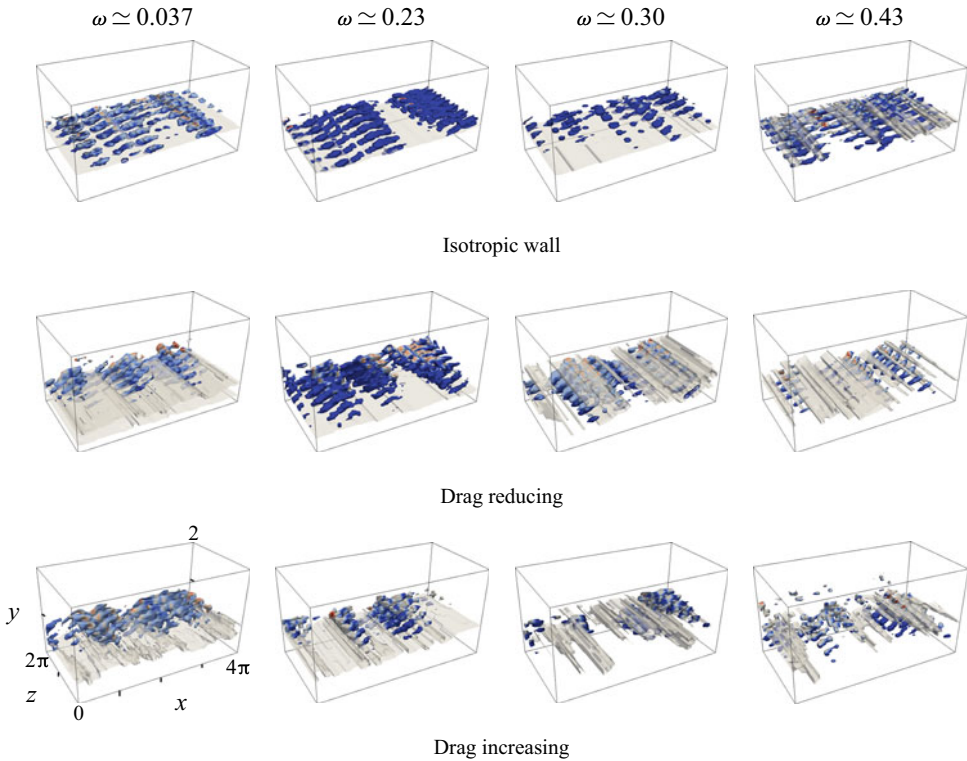 ω ≃ 0.037 ω ≃ 0.23 ω ≃ 0.30 ω ≃ 0.43
Isotropic wall
Drag reducing
2
y
2π
z
0
x
4π
Drag increasing